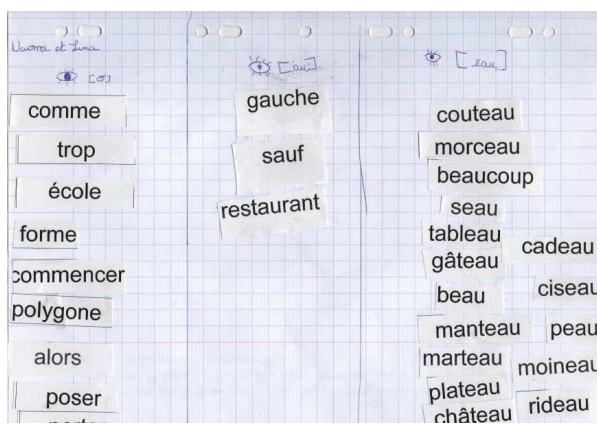 Naomi et Lina
[o]
comme
trop
école
forme
commencer
polygone
alors
poser
porter
[au]
gauche
sauf
restaurant
[eau]
couteau
morceau
beaucoup
seau
tableau
gâteau
cadeau
beau
ciseau
manteau
peau
marteau
moineau
plateau
rideau
château